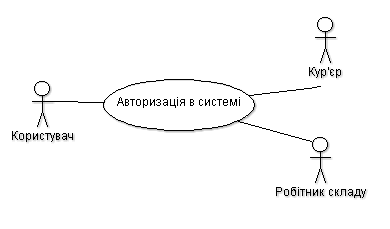 Кур'єр
Авторизація в системі
Користувач
Робітник складу